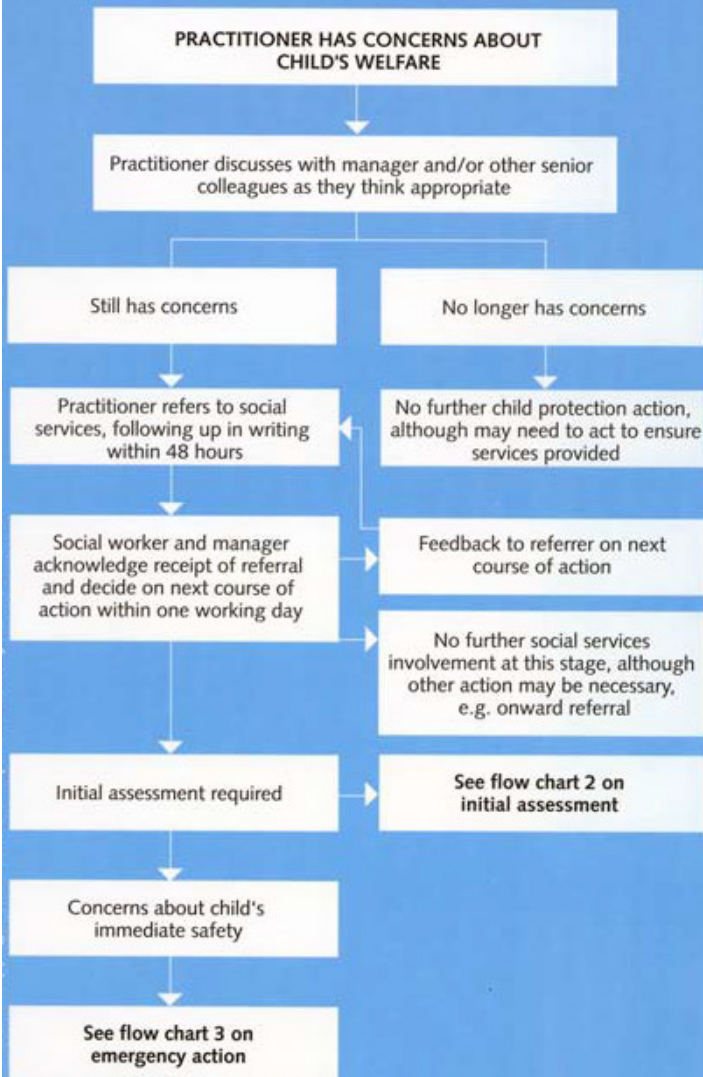 PRACTITIONER HAS CONCERNS ABOUT
CHILD'S WELFARE
Practitioner discusses with manager and/or other senior
colleagues as they think appropriate
Still has concerns
No longer has concerns
Practitioner refers to social
services, following up in writing
within 48 hours
No further child protection action,
although may need to act to ensure
services provided
Social worker and manager
acknowledge receipt of referral
and decide on next course of
action within one working day
Feedback to referrer on next
course of action
No further social services
involvement at this stage, although
other action may be necessary,
e.g. onward referral
Initial assessment required
See flow chart 2 on
initial assessment
Concerns about child's
immediate safety
See flow chart 3 on
emergency action